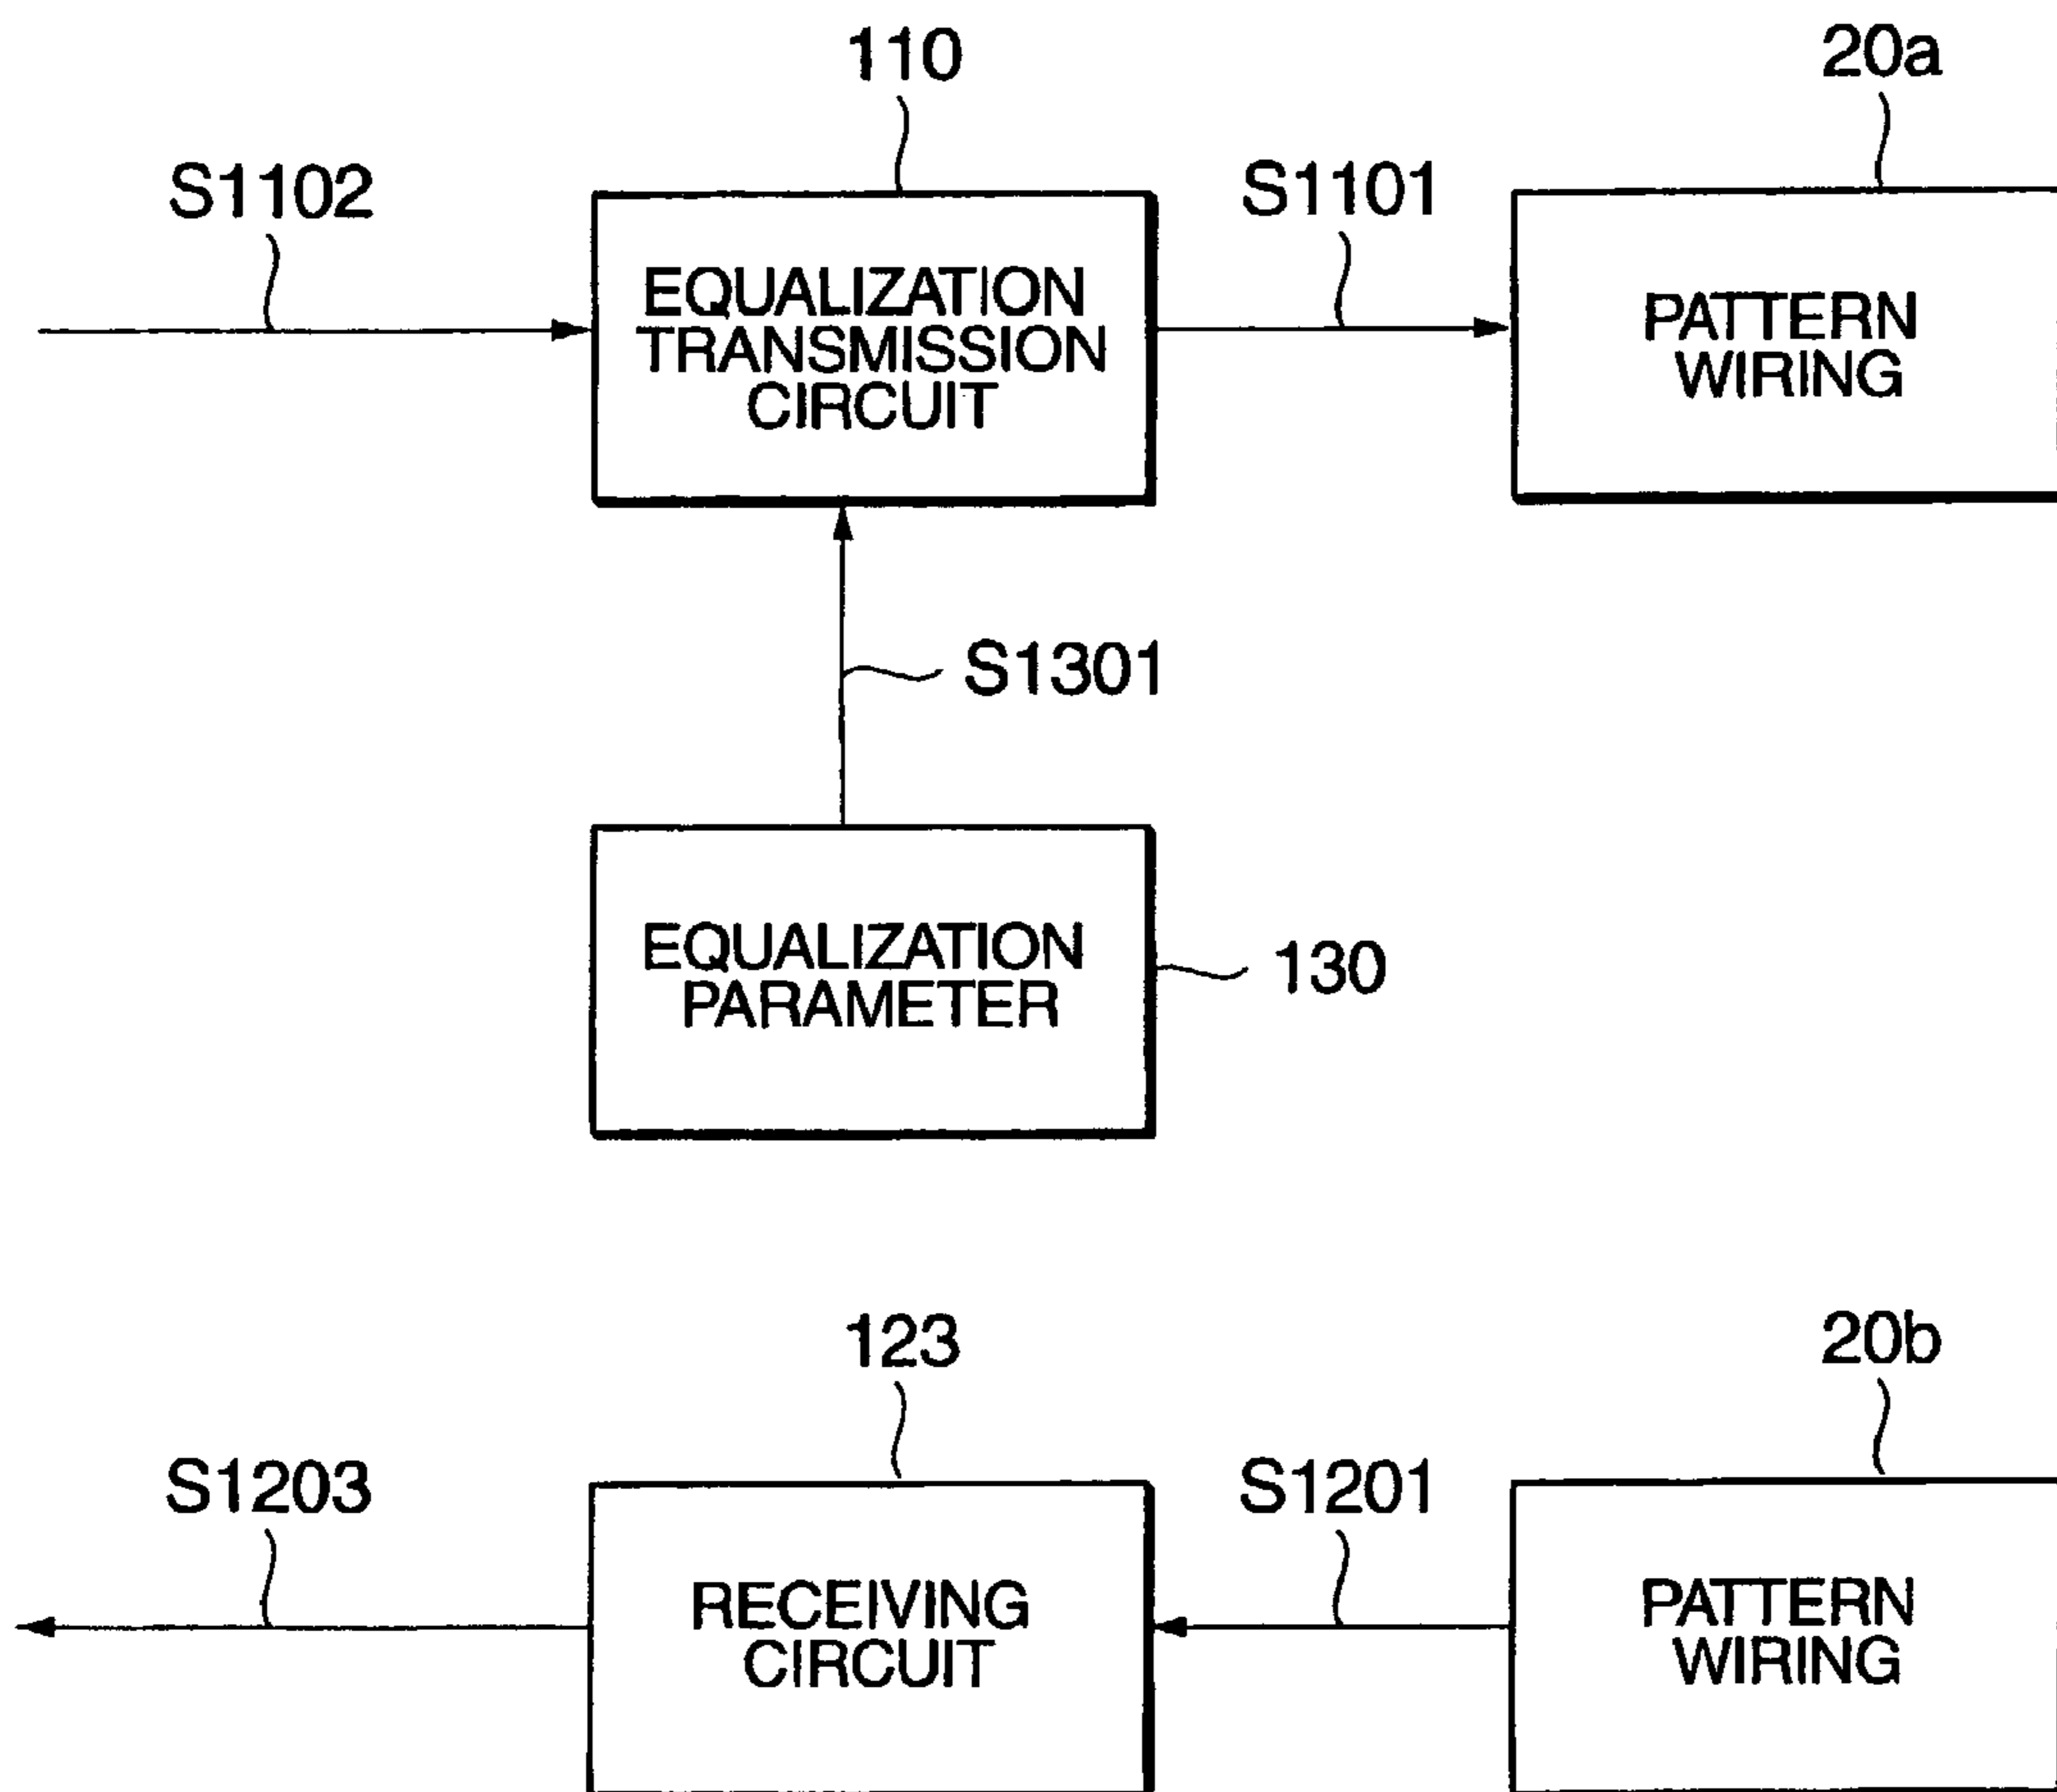 110
20a
S1102
S1101
EQUALIZATION
TRANSMISSION
CIRCUIT
PATTERN
WIRING
S1301
EQUALIZATION
PARAMETER
130
123
20b
S1203
S1201
RECEIVING
CIRCUIT
PATTERN
WIRING